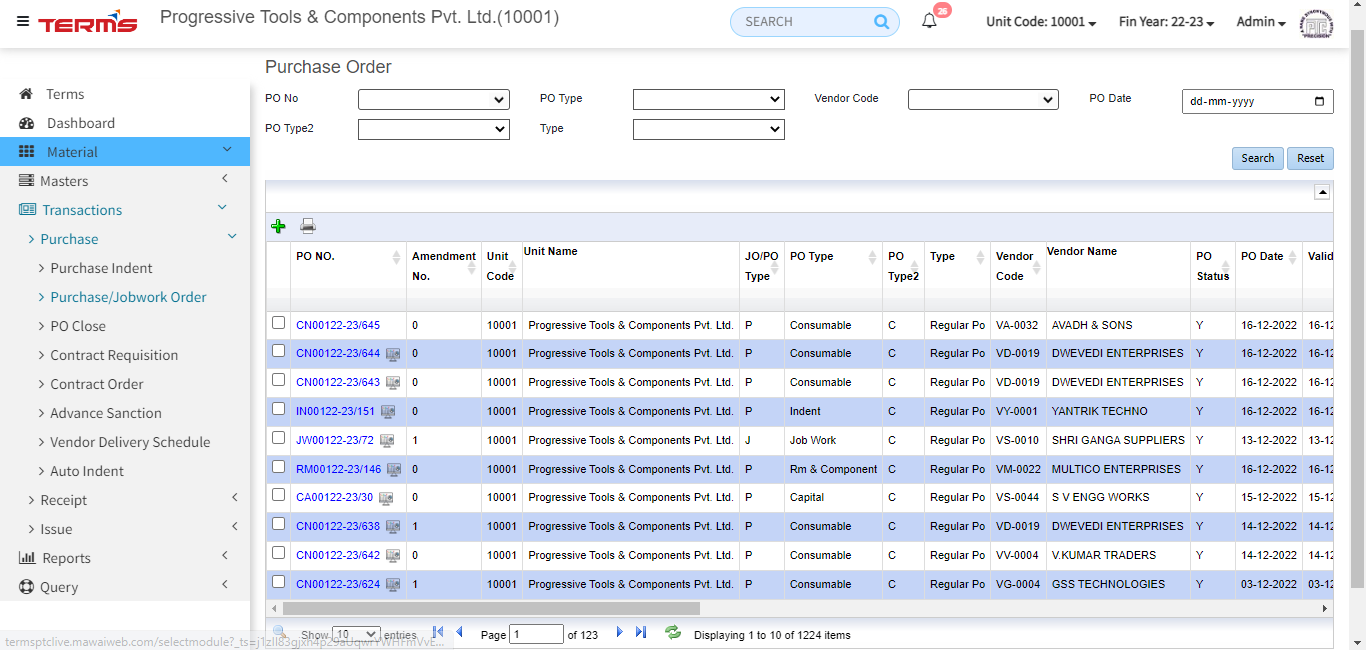 TERMS
Progressive Tools & Components Pvt. Ltd.(10001)
SEARCH
26
Unit Code: 10001
Fin Year: 22-23
Admin
PTC
PRECISION
Terms
Dashboard
Material
Masters
Transactions
Purchase
Purchase Indent
Purchase/Jobwork Order
PO Close
Contract Requisition
Contract Order
Advance Sanction
Vendor Delivery Schedule
Auto Indent
Receipt
Issue
Reports
Query
Purchase Order
PO No
PO Type
Vendor Code
PO Date
dd-mm-yyyy
PO Type2
Type
Search
Reset
PO NO. Amendment No. Unit Code Unit Name JO/PO Type PO Type PO Type2 Type Vendor Code Vendor Name PO Status PO Date Valid
CN00122-23/645 0 10001 Progressive Tools & Components Pvt. Ltd. P Consumable C Regular Po VA-0032 AVADH & SONS Y 16-12-2022 16-12
CN00122-23/644 0 10001 Progressive Tools & Components Pvt. Ltd. P Consumable C Regular Po VD-0019 DWEVEDI ENTERPRISES Y 16-12-2022 16-12
CN00122-23/643 0 10001 Progressive Tools & Components Pvt. Ltd. P Consumable C Regular Po VD-0019 DWEVEDI ENTERPRISES Y 16-12-2022 16-12
IN00122-23/151 0 10001 Progressive Tools & Components Pvt. Ltd. P Indent C Regular Po VY-0001 YANTRIK TECHNO Y 16-12-2022 16-12
JW00122-23/72 1 10001 Progressive Tools & Components Pvt. Ltd. J Job Work C Regular Po VS-0010 SHRI GANGA SUPPLIERS Y 13-12-2022 13-12
RM00122-23/146 0 10001 Progressive Tools & Components Pvt. Ltd. P Rm & Component C Regular Po VM-0022 MULTICO ENTERPRISES Y 16-12-2022 16-12
CA00122-23/30 0 10001 Progressive Tools & Components Pvt. Ltd. P Capital C Regular Po VS-0044 S V ENGG WORKS Y 15-12-2022 15-12
CN00122-23/638 1 10001 Progressive Tools & Components Pvt. Ltd. P Consumable C Regular Po VD-0019 DWEVEDI ENTERPRISES Y 14-12-2022 14-12
CN00122-23/642 0 10001 Progressive Tools & Components Pvt. Ltd. P Consumable C Regular Po VV-0004 V.KUMAR TRADERS Y 14-12-2022 14-12
CN00122-23/624 1 10001 Progressive Tools & Components Pvt. Ltd. P Consumable C Regular Po VG-0004 GSS TECHNOLOGIES Y 03-12-2022 03-12
Show 10 entries Page 1 of 123 Displaying 1 to 10 of 1224 items